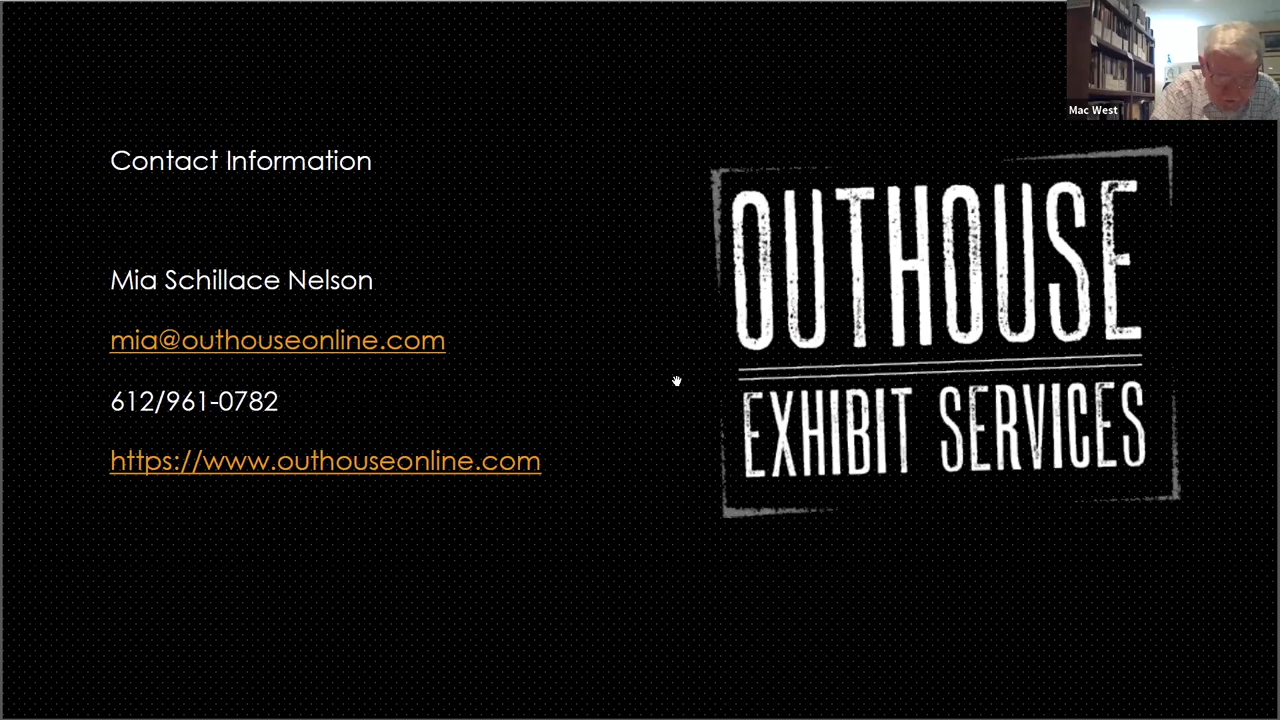 Mac West
Contact Information
Mia Schillace Nelson
mia@outhouseonline.com
612/961-0782
https://www.outhouseonline.com
OUTHOUSE
EXHIBIT SERVICES